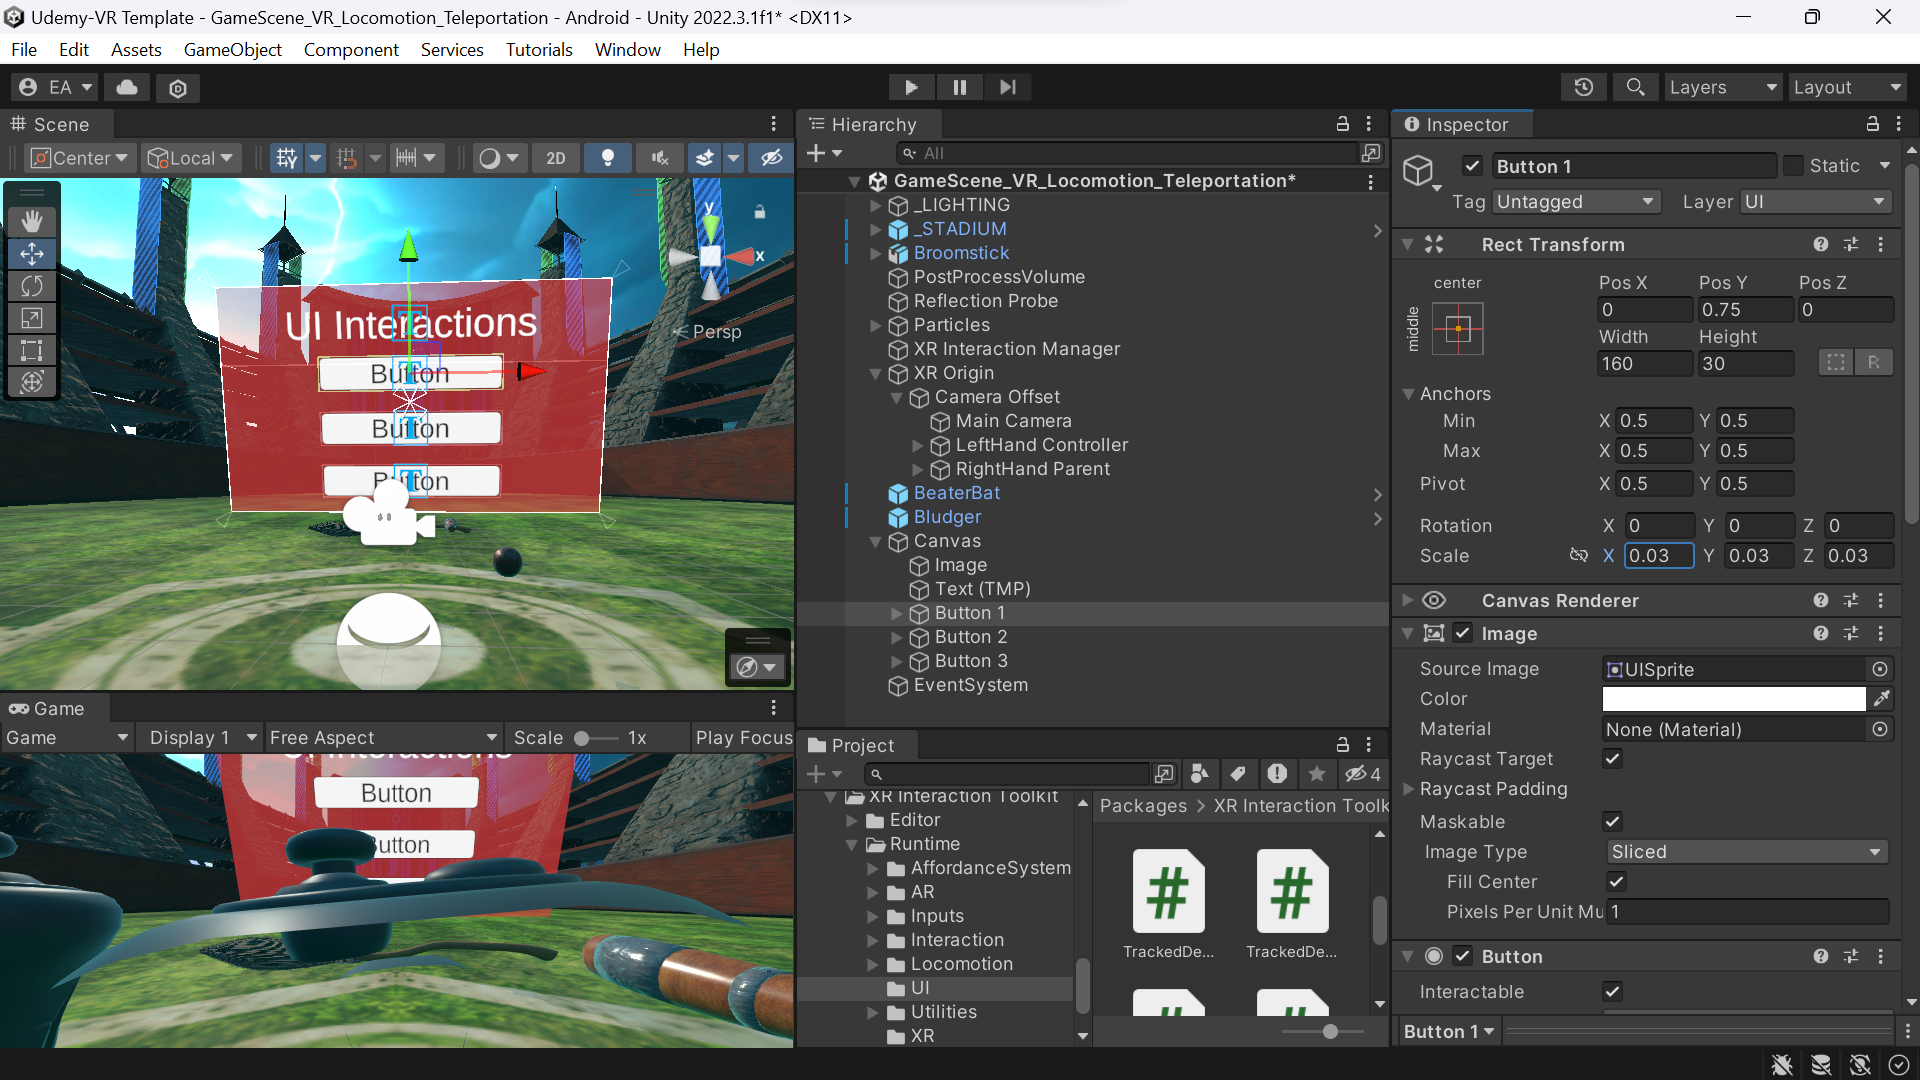 Udemy-VR Template - GameScene_VR_Locomotion_Teleportation - Android - Unity 2022.3.1f1* <DX11>
File Edit Assets GameObject Component Services Tutorials Window Help
EA
Layers
Layout
Scene
Center
Local
2D
y
x
Persp
UI Interactions
Button
Button
Button
Game
Game
Display 1
Free Aspect
Scale
1x
Play Focus
Button
Hierarchy
All
GameScene_VR_Locomotion_Teleportation*
_LIGHTING
_STADIUM
Broomstick
PostProcessVolume
Reflection Probe
Particles
XR Interaction Manager
XR Origin
Camera Offset
Main Camera
LeftHand Controller
RightHand Parent
BeaterBat
Bludger
Canvas
Image
Text (TMP)
Button 1
Button 2
Button 3
EventSystem
Project
4
XR Interaction Toolkit
Editor
Runtime
AffordanceSystem
AR
Inputs
Interaction
Locomotion
UI
Utilities
XR
Packages > XR Interaction Toolk
TrackedDe...
TrackedDe...
Inspector
Button 1
Static
Tag Untagged
Layer UI
Rect Transform
center
middle
Pos X Pos Y Pos Z
0 0.75 0
Width Height
160 30
R
Anchors
Min X 0.5 Y 0.5
Max X 0.5 Y 0.5
Pivot X 0.5 Y 0.5
Rotation X 0 Y 0 Z 0
Scale X 0.03 Y 0.03 Z 0.03
Canvas Renderer
Image
Source Image UISprite
Color
Material None (Material)
Raycast Target
Raycast Padding
Maskable
Image Type Sliced
Fill Center
Pixels Per Unit Mu 1
Button
Interactable
Button 1